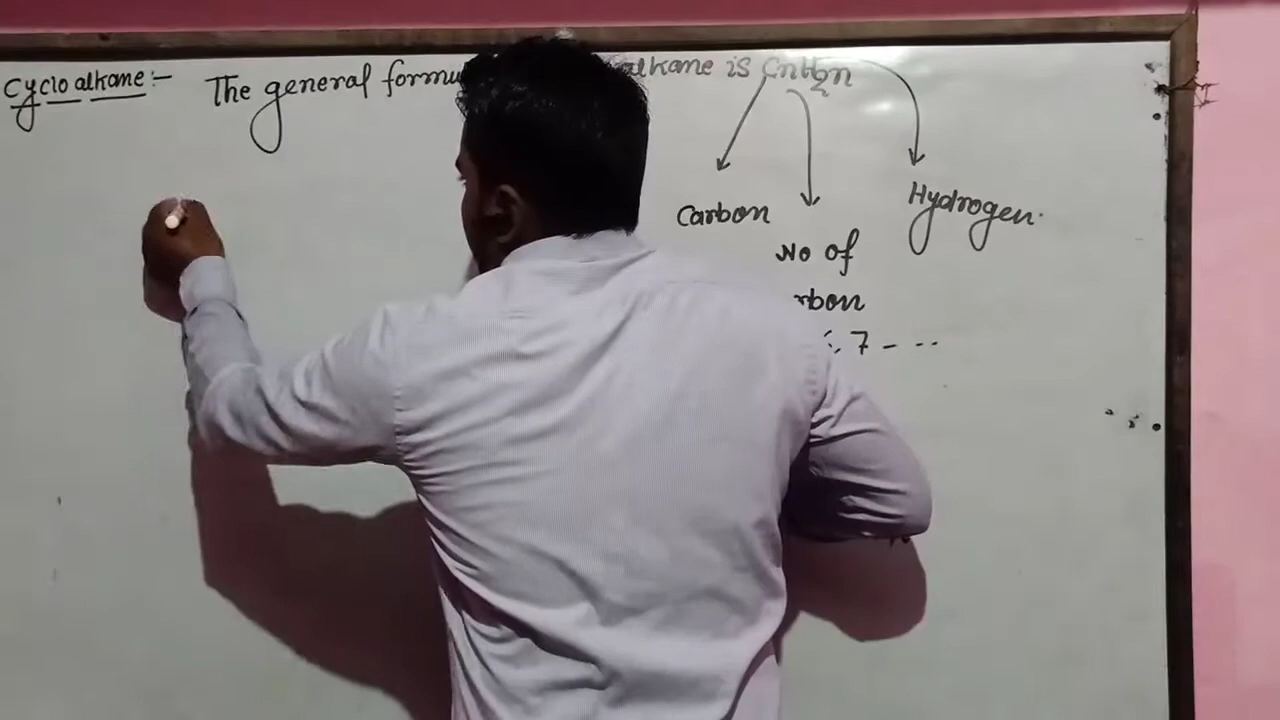 Cyclo alkane :- The general formu alkane is CnH2n
Carbon
Hydrogen.
No of
rbon
7 - ...